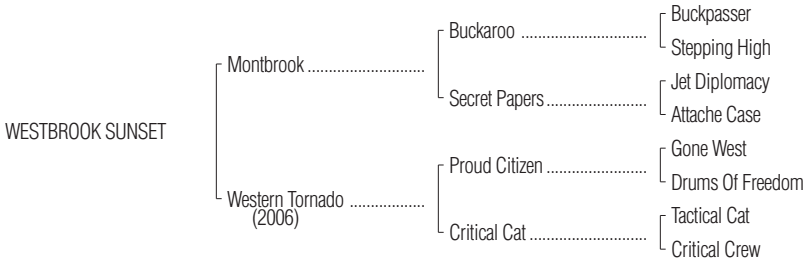 Buckpasser
Buckaroo ..............................
Stepping High
Montbrook ............................
Jet Diplomacy
Secret Papers ........................
Attache Case
WESTBROOK SUNSET
Gone West
Proud Citizen ........................
Drums Of Freedom
Western Tornado ..................
(2006)
Tactical Cat
Critical Cat ............................
Critical Crew